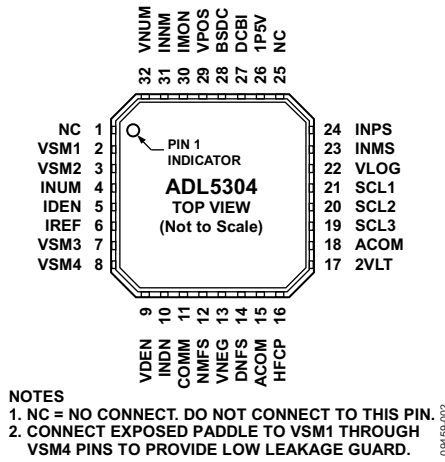 VNUM
INNM
IMON
VPOS
BSDC
DCBI
1P5V
NC
32 31 30 29 28 27 26 25
NC 1
VSM1 2
VSM2 3
INUM 4
IDEN 5
IREF 6
VSM3 7
VSM4 8
PIN 1
INDICATOR
ADL5304
TOP VIEW
(Not to Scale)
24 INPS
23 INMS
22 VLOG
21 SCL1
20 SCL2
19 SCL3
18 ACOM
17 2VLT
9 10 11 12 13 14 15 16
VDEN
INDN
COMM
NMFS
VNEG
DNFS
ACOM
HFCP
NOTES
1. NC = NO CONNECT. DO NOT CONNECT TO THIS PIN.
2. CONNECT EXPOSED PADDLE TO VSM1 THROUGH
VSM4 PINS TO PROVIDE LOW LEAKAGE GUARD.
09459-002